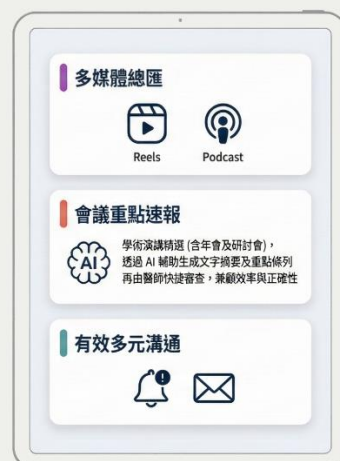 多媒體總匯
Reels
Podcast
會議重點速報
AI
學術演講精選 (含年會及研討會)，
透過 AI 輔助生成文字摘要及重點條列
再由醫師快捷審查，兼顧效率與正確性
有效多元溝通